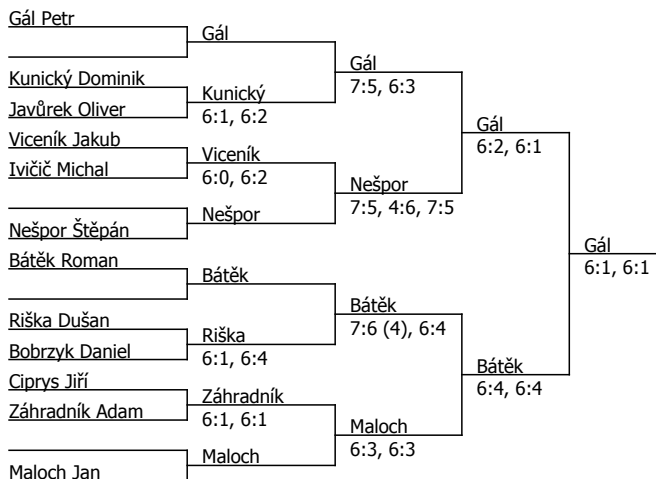 Gál Petr
Gál
Gál
7:5, 6:3
Kunický Dominik
Kunický
6:1, 6:2
Javůrek Oliver
Gál
6:2, 6:1
Viceník Jakub
Viceník
6:0, 6:2
Ivičič Michal
Nešpor
7:5, 4:6, 7:5
Nešpor
Nešpor Štěpán
Gál
6:1, 6:1
Bátěk Roman
Bátěk
Bátěk
7:6 (4), 6:4
Riška Dušan
Riška
6:1, 6:4
Bobrzyk Daniel
Bátěk
6:4, 6:4
Ciprys Jiří
Záhradník
6:1, 6:1
Záhradník Adam
Maloch
6:3, 6:3
Maloch
Maloch Jan